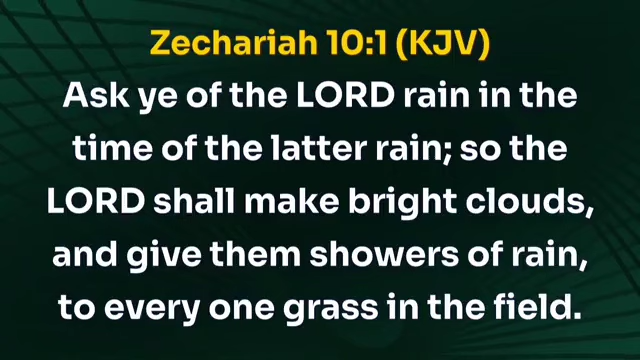 Zechariah 10:1 (KJV)
Ask ye of the LORD rain in the
time of the latter rain; so the
LORD shall make bright clouds,
and give them showers of rain,
to every one grass in the field.